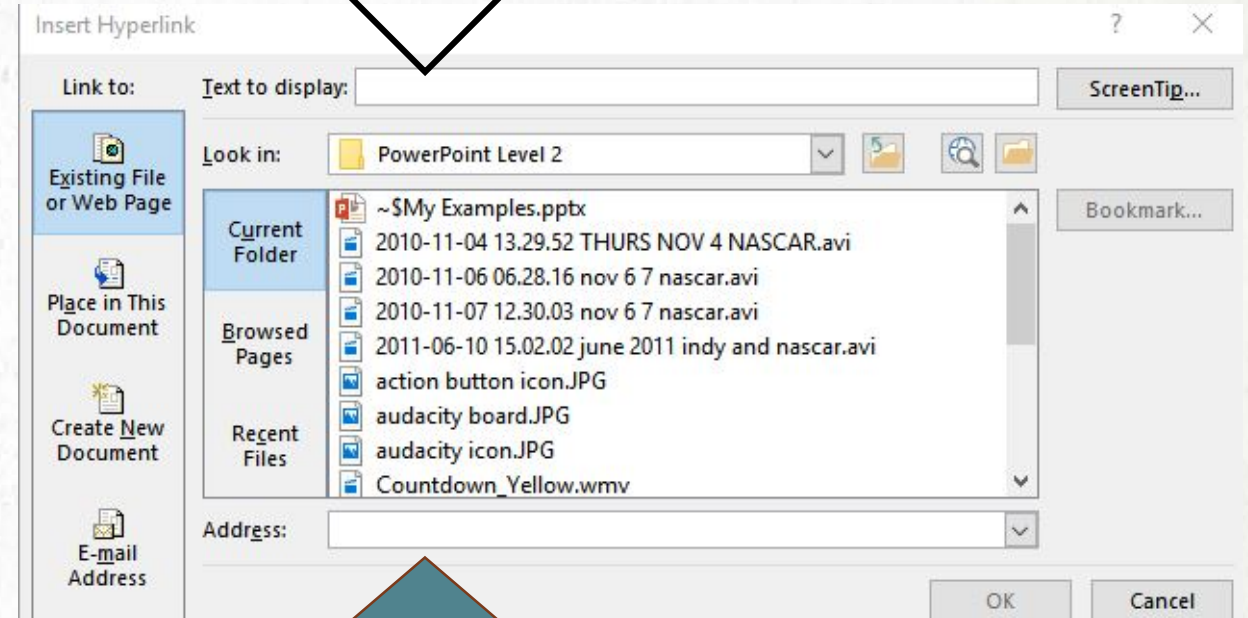 Insert Hyperlink ? ×
Link to:
Text to display:
ScreenTip...
Existing File
or Web Page
Look in:
PowerPoint Level 2
Current
Folder
~$My Examples.pptx
Bookmark...
2010-11-04 13.29.52 THURS NOV 4 NASCAR.avi
2010-11-06 06.28.16 nov 6 7 nascar.avi
Place in This
Document
Browsed
Pages
2010-11-07 12.30.03 nov 6 7 nascar.avi
2011-06-10 15.02.02 june 2011 indy and nascar.avi
action button icon.JPG
Create New
Document
Recent
Files
audacity board.JPG
audacity icon.JPG
Countdown_Yellow.wmv
E-mail
Address
Address:
OK
Cancel